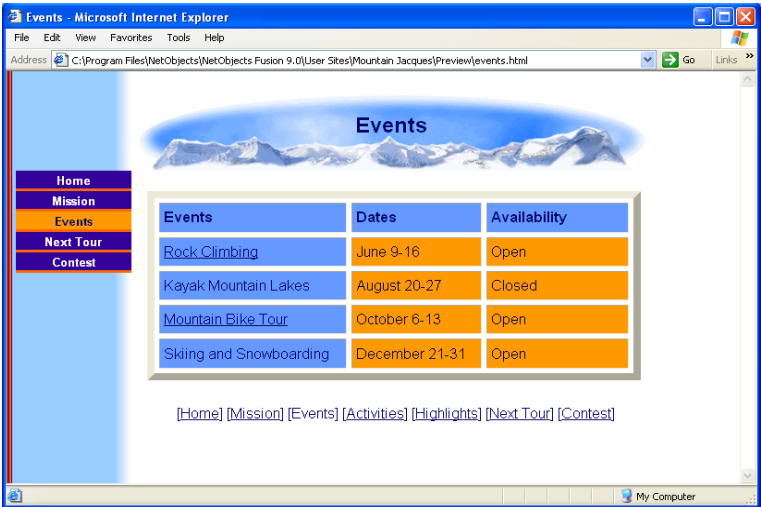 Events - Microsoft Internet Explorer
File Edit View Favorites Tools Help
Address C:\Program Files\NetObjects\NetObjects Fusion 9.0\User Sites\Mountain Jacques\Preview\events.html Go Links »
Events
Home
Mission
Events
Next Tour
Contest
Events Dates Availability
Rock Climbing June 9-16 Open
Kayak Mountain Lakes August 20-27 Closed
Mountain Bike Tour October 6-13 Open
Skiing and Snowboarding December 21-31 Open
[Home] [Mission] [Events] [Activities] [Highlights] [Next Tour] [Contest]
My Computer